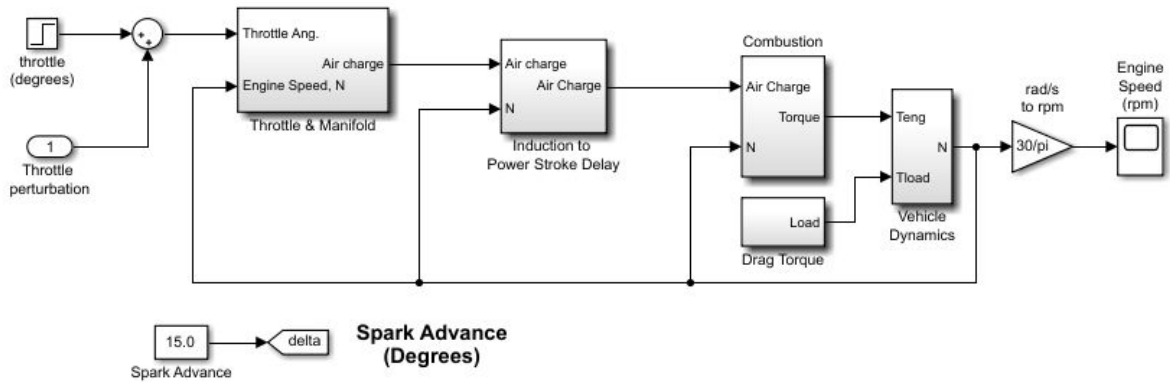 throttle
(degrees)
+
+
1
Throttle
perturbation
Throttle Ang.
Air charge
Engine Speed, N
Throttle & Manifold
Air charge
Air Charge
N
Induction to
Power Stroke Delay
Combustion
Air Charge
Torque
N
Load
Drag Torque
Teng
N
Tload
Vehicle
Dynamics
rad/s
to rpm
30/pi
Engine
Speed
(rpm)
15.0
Spark Advance
delta
Spark Advance
(Degrees)